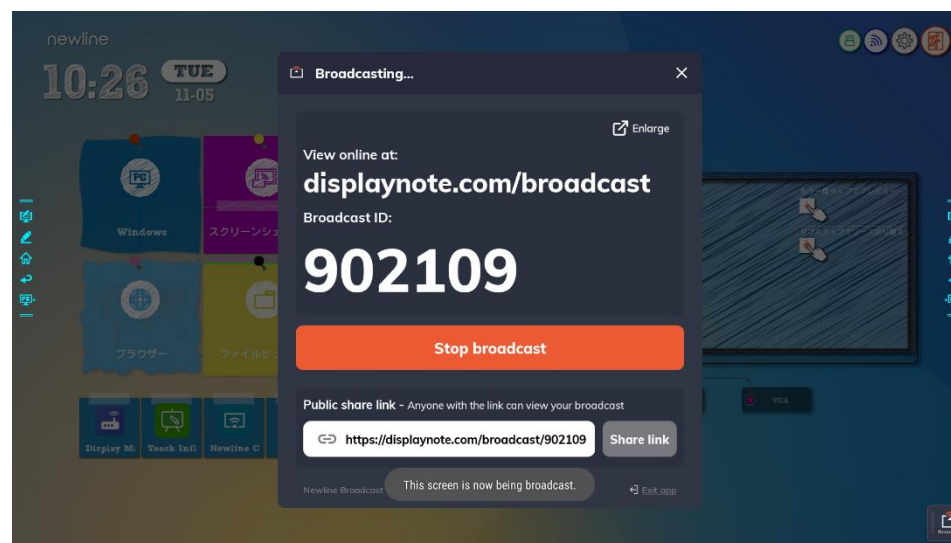 newline
10:26 TUE
11-05
Broadcasting...
Enlarge
View online at:
displaynote.com/broadcast
Broadcast ID:
902109
Stop broadcast
Public share link - Anyone with the link can view your broadcast
https://displaynote.com/broadcast/902109
Share link
Newline Broadcast
This screen is now being broadcast.
Exit app
PC
Windows
スクリーンシ
ブラウザー
ファイルビ
Display M
Teach Infi
Newline C
VGA